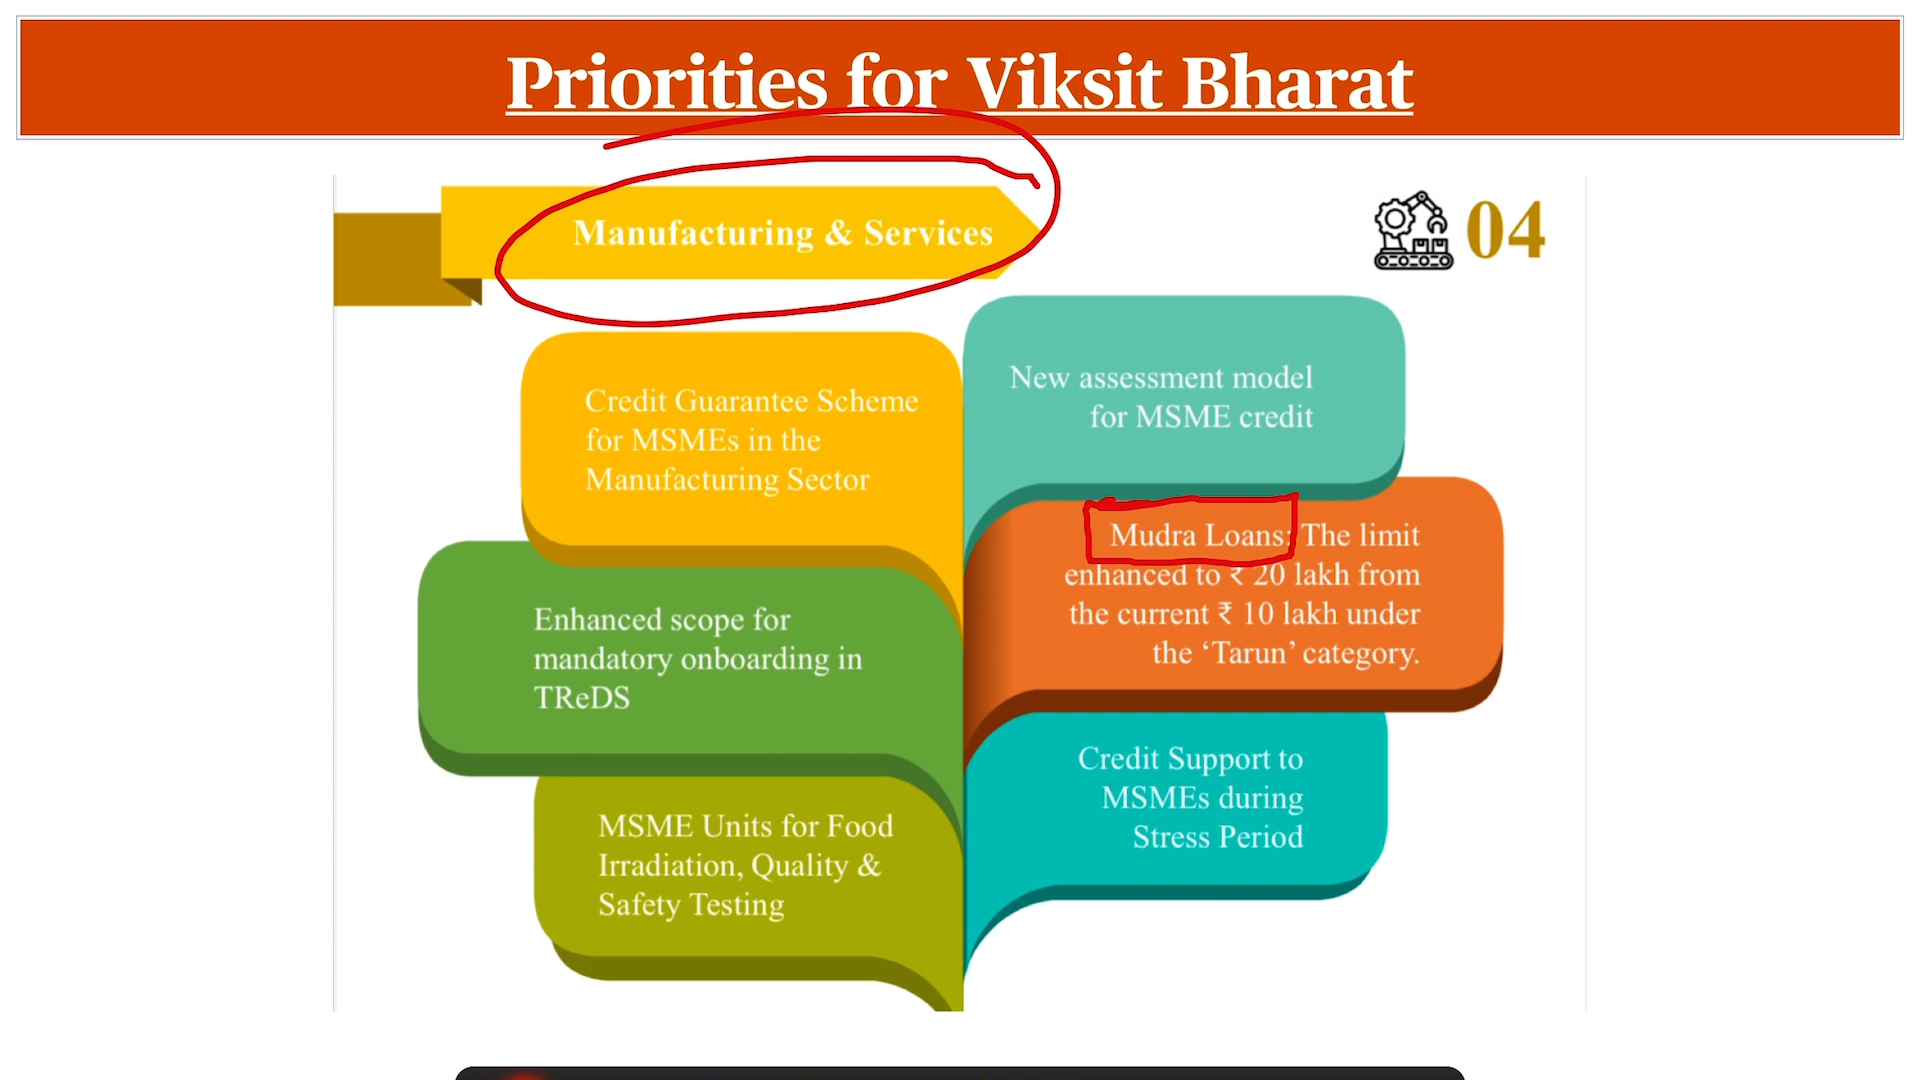 Priorities for Viksit Bharat
Manufacturing & Services
04
Credit Guarantee Scheme
for MSMEs in the
Manufacturing Sector
New assessment model
for MSME credit
Mudra Loans: The limit
enhanced to ₹ 20 lakh from
the current ₹ 10 lakh under
the ‘Tarun’ category.
Enhanced scope for
mandatory onboarding in
TReDS
Credit Support to
MSMEs during
Stress Period
MSME Units for Food
Irradiation, Quality &
Safety Testing